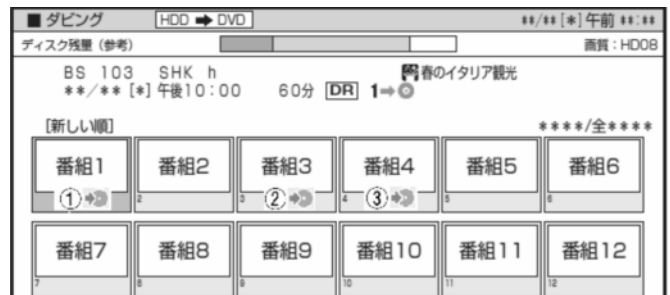 ■ ダビング HDD ➡ DVD **/** [*] 午前 **:**
ディスク残量 (参考) 画質:HD08
BS 103 SHK h 春のイタリア観光
**/** [*] 午後10:00 60分 DR 1⇒
[新しい順] ****/全****
番組1 番組2 番組3 番組4 番組5 番組6
① 2 3 ② 4 ③ 5 6
番組7 番組8 番組9 番組10 番組11 番組12
7 8 9 10 11 12